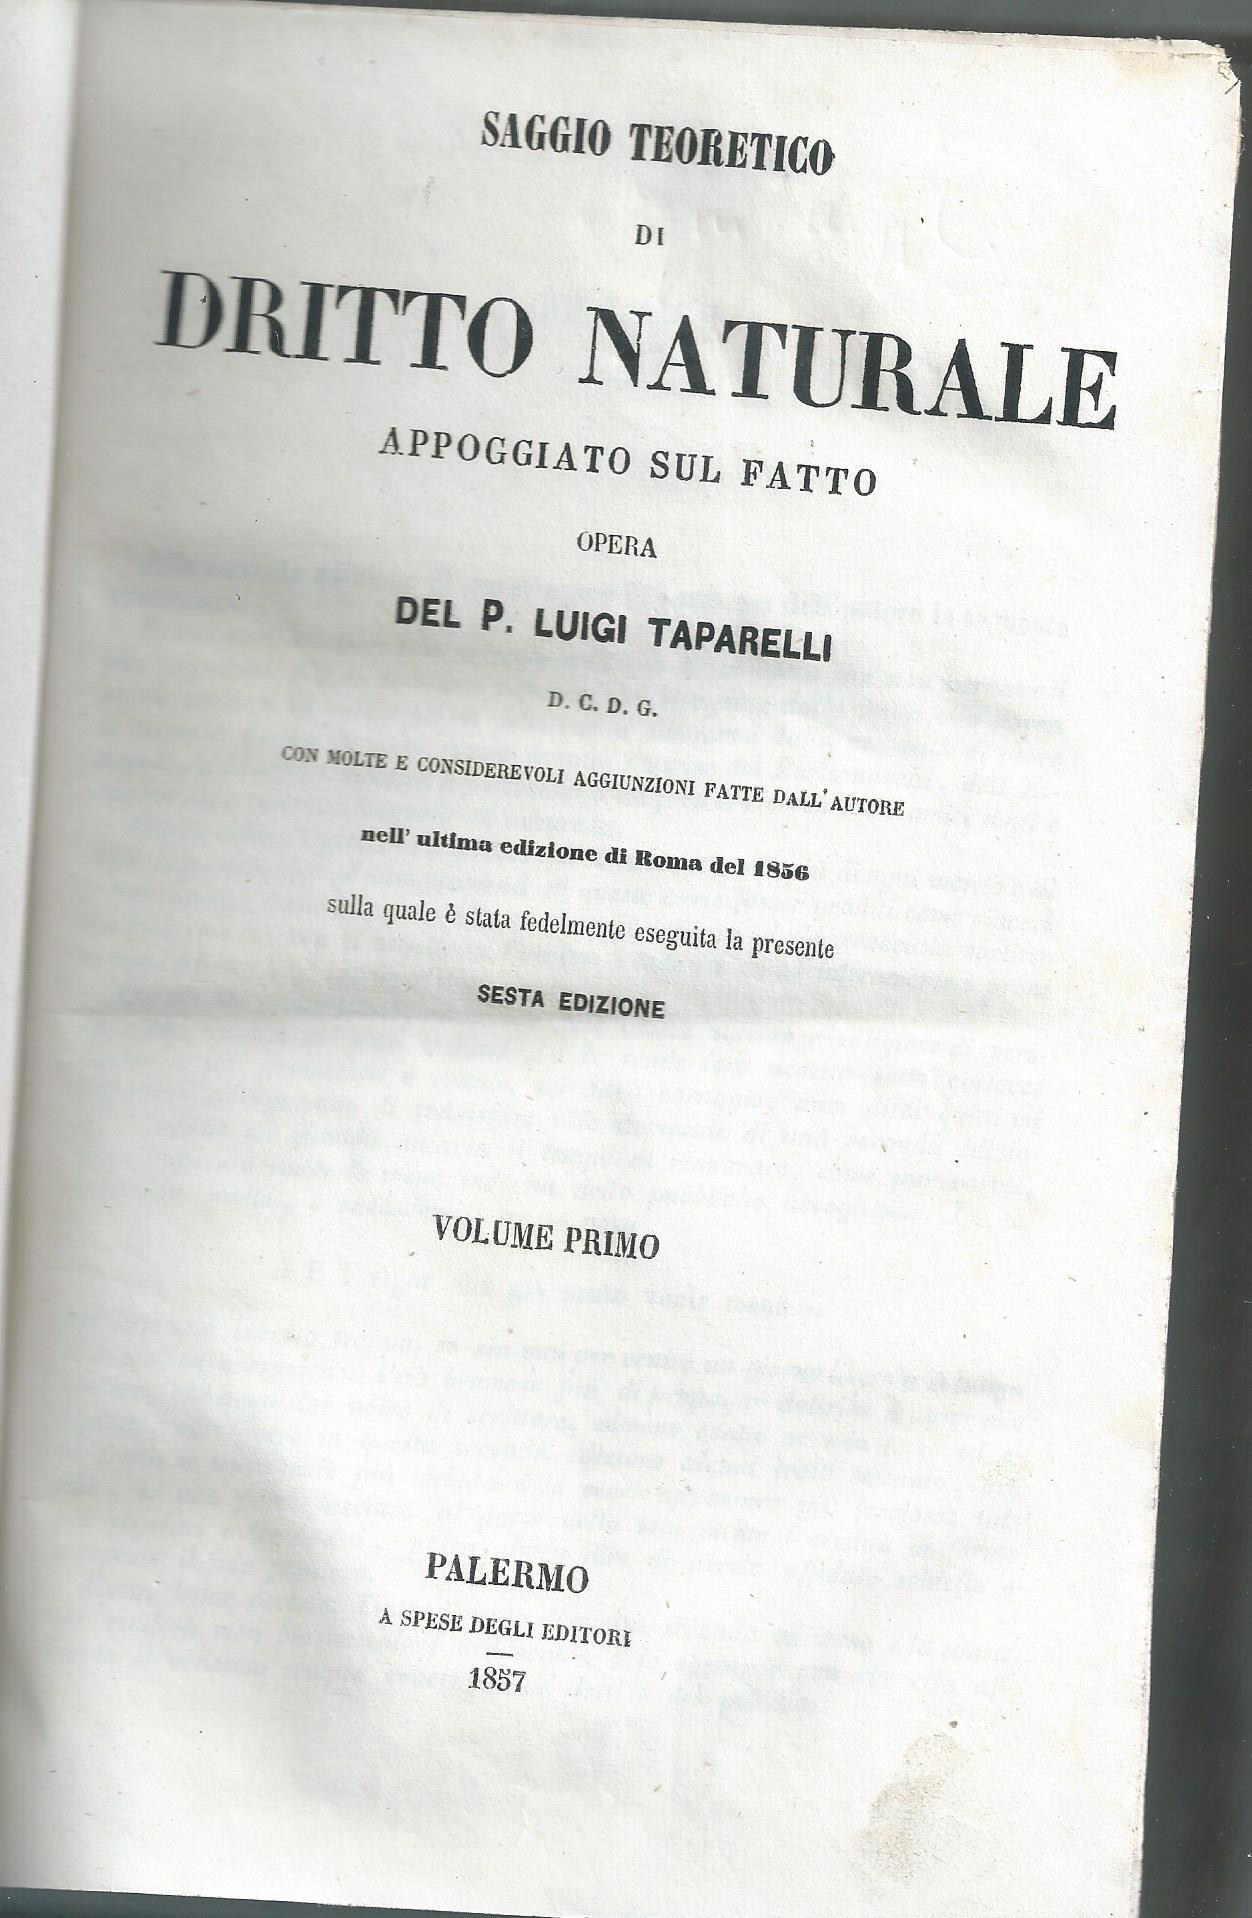 SAGGIO TEORETICO
DI
DRITTO NATURALE
APPOGGIATO SUL FATTO
OPERA
DEL P. LUIGI TAPARELLI
D. C. D. G.
CON MOLTE E CONSIDEREVOLI AGGIUNZIONI FATTE DALL'AUTORE
nell' ultima edizione di Roma del 1856
sulla quale è stata fedelmente eseguita la presente
SESTA EDIZIONE
VOLUME PRIMO
PALERMO
A SPESE DEGLI EDITORI
1857